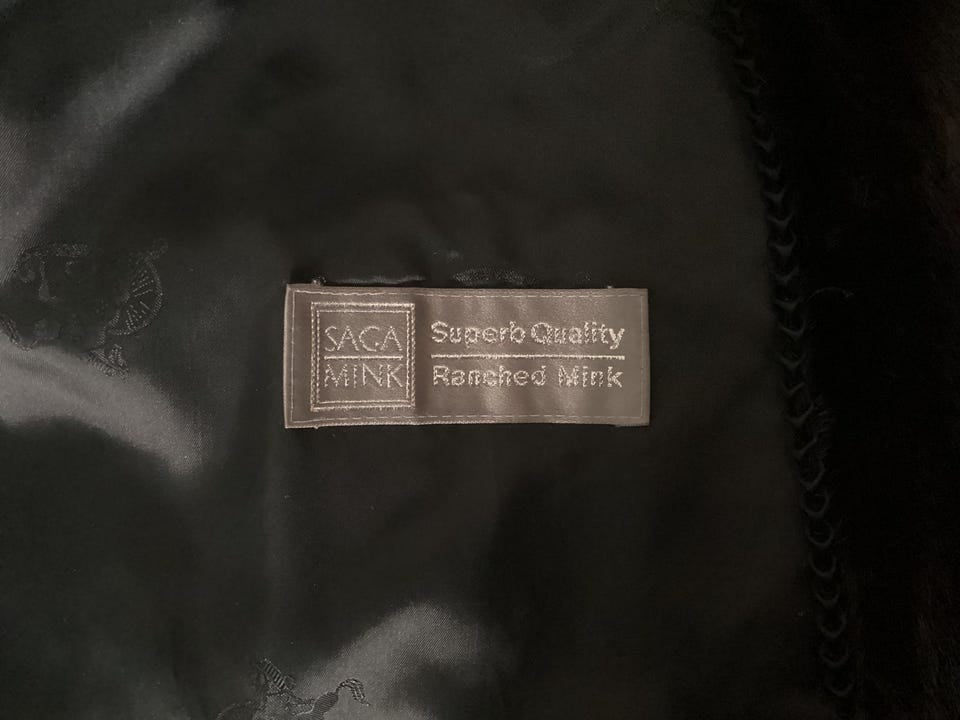 SAGA
MINK
Superb Quality
Ranched Mink